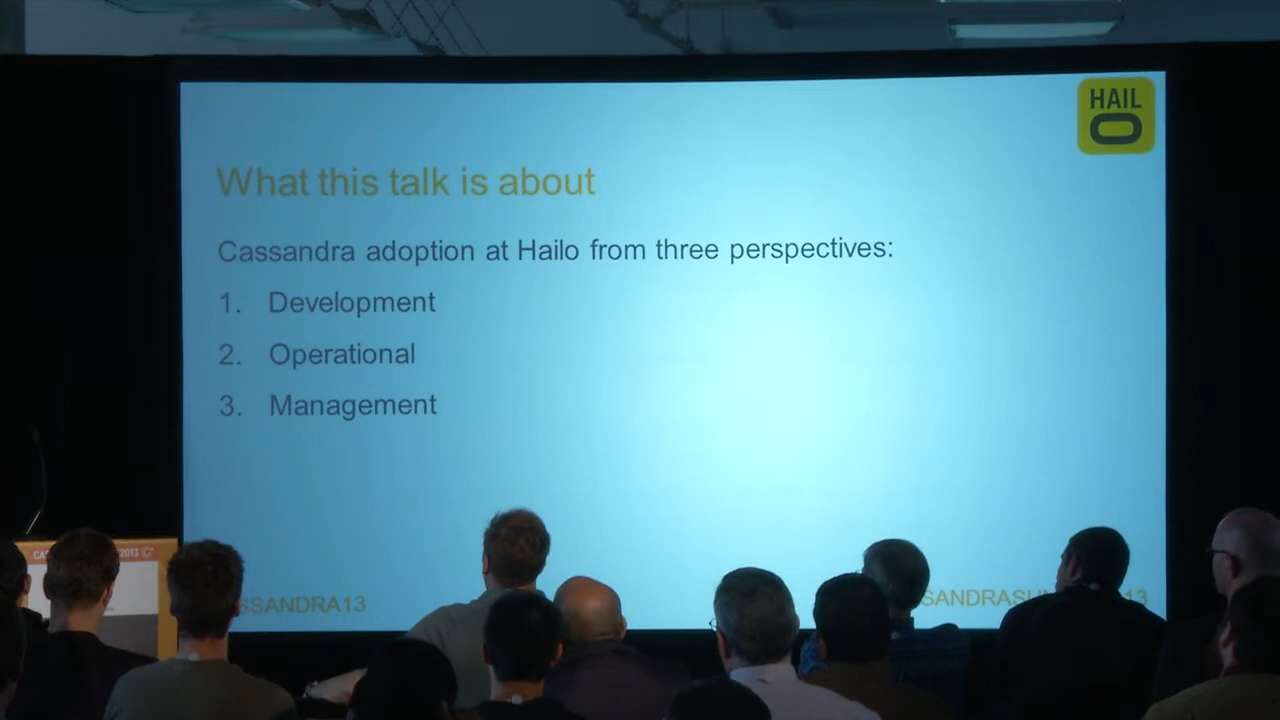 HAIL
O
What this talk is about
Cassandra adoption at Hailo from three perspectives:
1. Development
2. Operational
3. Management
2013